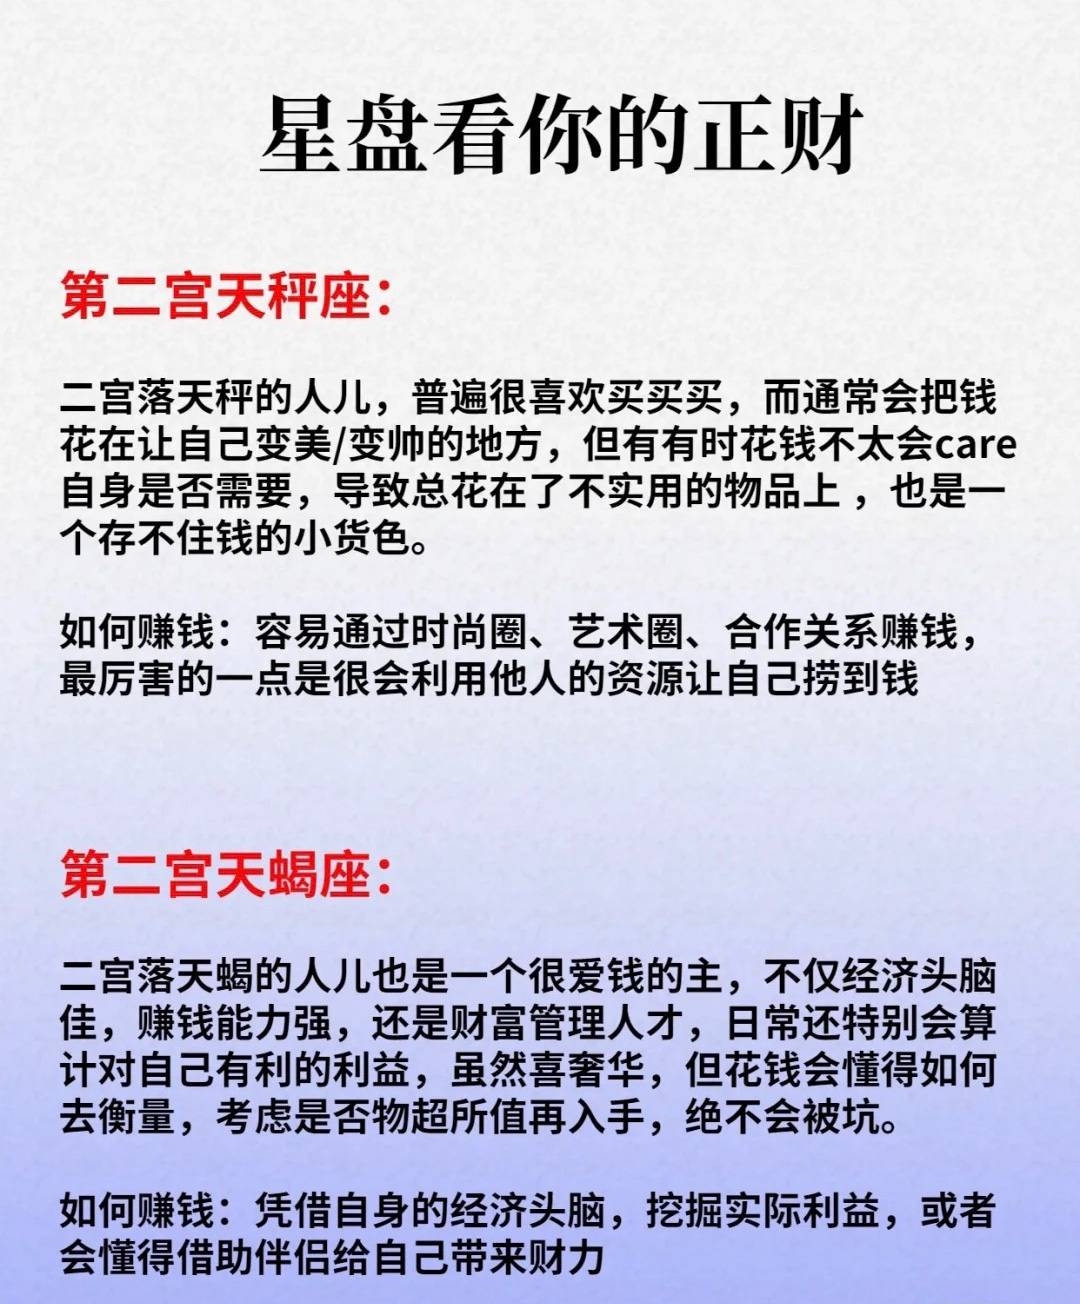 星盘看你的正财
第二宫天秤座：
二宫落天秤的人儿，普遍很喜欢买买买，而通常会把钱
花在让自己变美/变帅的地方，但有有时花钱不太会care
自身是否需要，导致总花在了不实用的物品上，也是一
个存不住钱的小货色。
如何赚钱：容易通过时尚圈、艺术圈、合作关系赚钱，
最厉害的一点是很会利用他人的资源让自己捞到钱
第二宫天蝎座：
二宫落天蝎的人儿也是一个很爱钱的主，不仅经济头脑
佳，赚钱能力强，还是财富管理人才，日常还特别会算
计对自己有利的利益，虽然喜奢华，但花钱会懂得如何
去衡量，考虑是否物超所值再入手，绝不会被坑。
如何赚钱：凭借自身的经济头脑，挖掘实际利益，或者
会懂得借助伴侣给自己带来财力